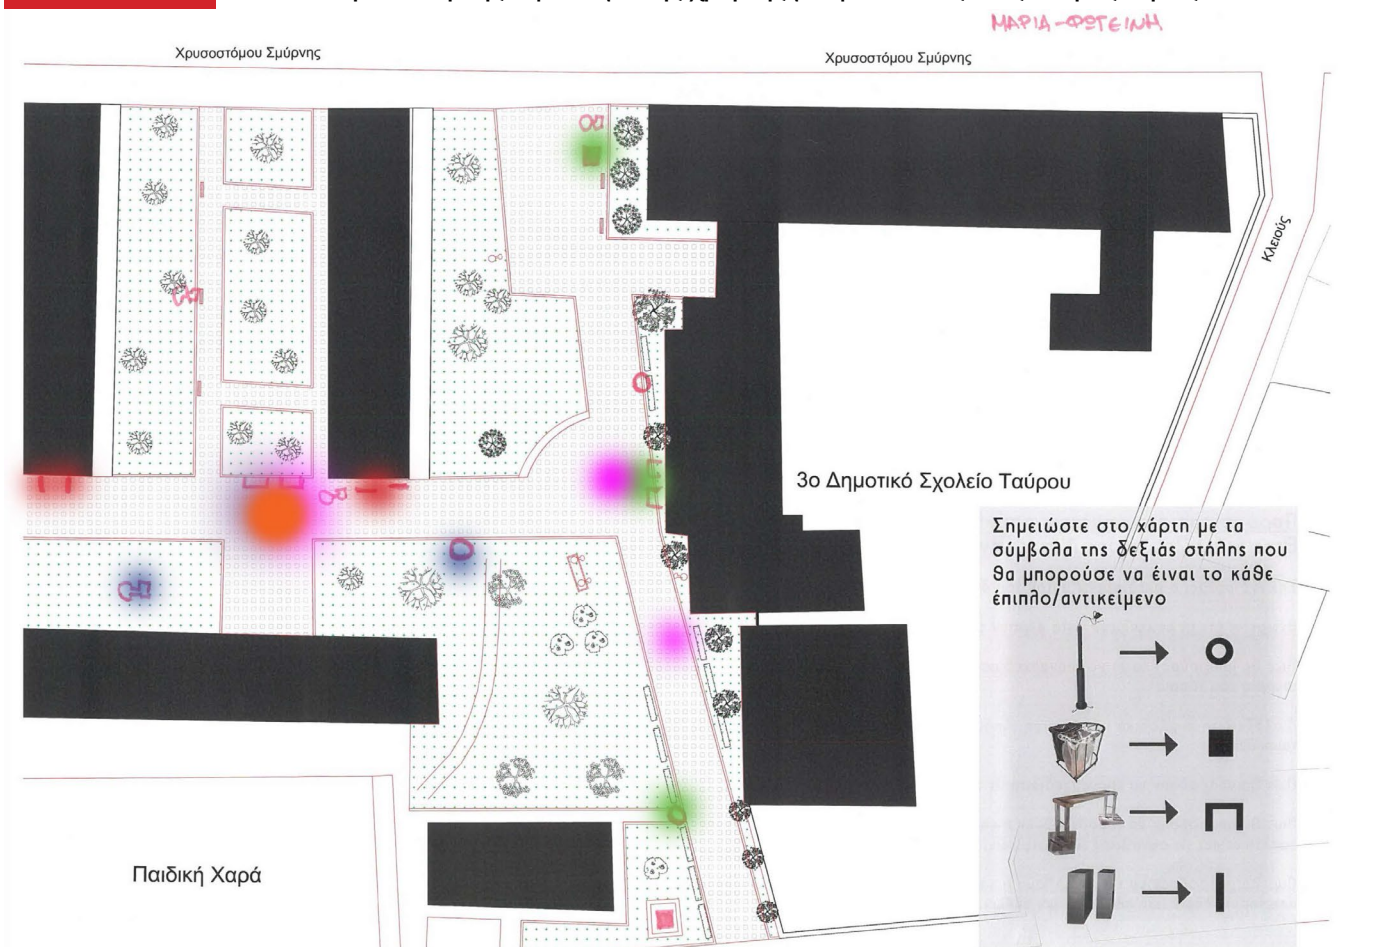 ΜΑΡΙΑ-ΦΩΤΕΙΝΗ
Χρυσοστόμου Σμύρνης
Χρυσοστόμου Σμύρνης
Κλειούς
3ο Δημοτικό Σχολείο Ταύρου
Σημειώστε στο χάρτη με τα
σύμβολα της δεξιάς στήλης που
θα μπορούσε να έιναι το κάθε
έπιπλο/αντικείμενο
Παιδική Χαρά